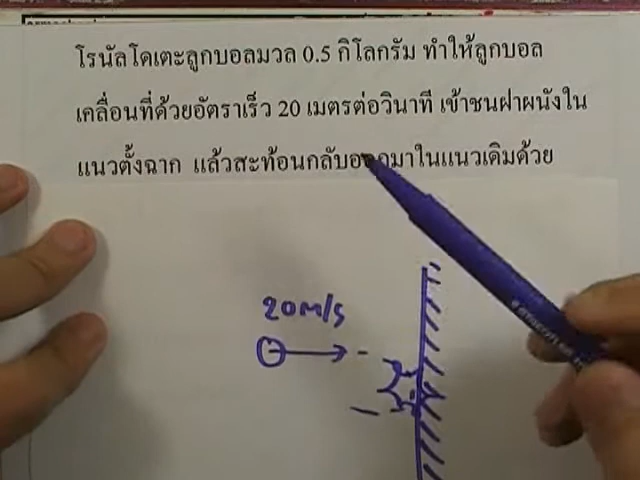 โรนัลโดเตะลูกบอลมวล 0.5 กิโลกรัม ทำให้ลูกบอล
เคลื่อนที่ด้วยอัตราเร็ว 20 เมตรต่อวินาที เข้าชนฝาผนังใน
แนวตั้งฉาก แล้วสะท้อนกลับออกมาในแนวเดิมด้วย
20m/s